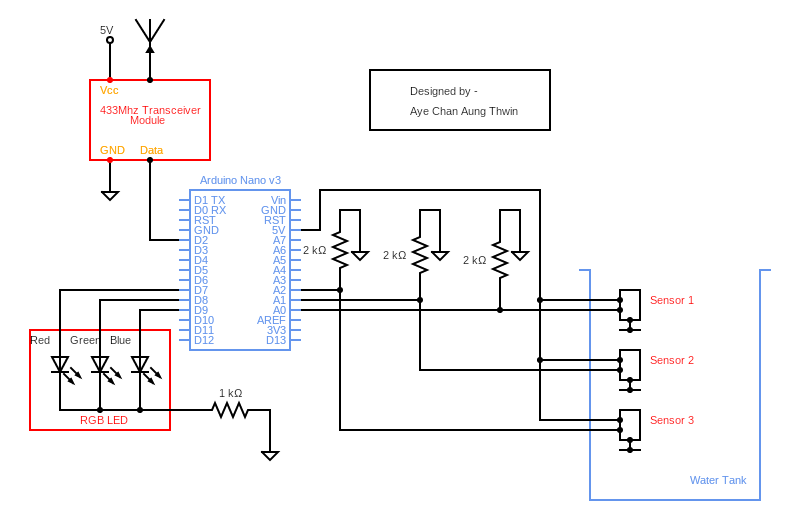 5V
Vcc
433Mhz Transceiver
Module
GND Data
Designed by -
Aye Chan Aung Thwin
Arduino Nano v3
D1 TX Vin
D0 RX GND
RST RST
GND 5V
D2 A7
D3 A6
D4 A5
D5 A4
D6 A3
D7 A2
D8 A1
D9 A0
D10 AREF
D11 3V3
D12 D13
2 kΩ
2 kΩ
2 kΩ
Sensor 1
Sensor 2
Sensor 3
Water Tank
Red Green Blue
1 kΩ
RGB LED